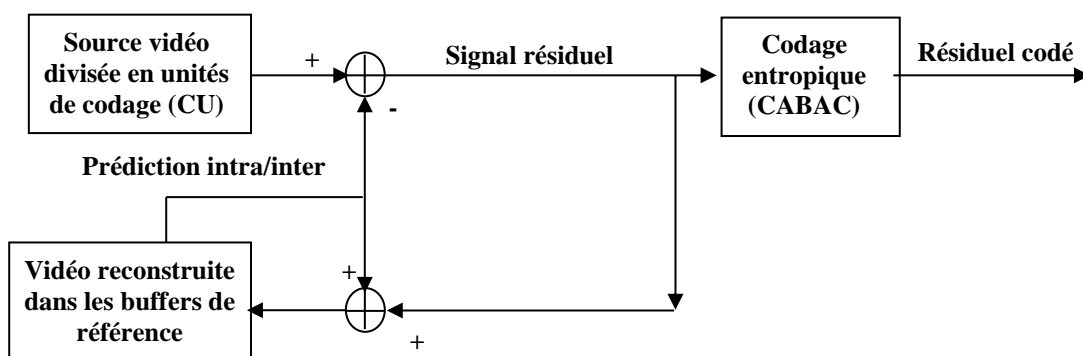 Source vidéo
divisée en unités
de codage (CU)
+
-
Signal résiduel
Codage
entropique
(CABAC)
Résiduel codé
Prédiction intra/inter
Vidéo reconstruite
dans les buffers de
référence
+
+